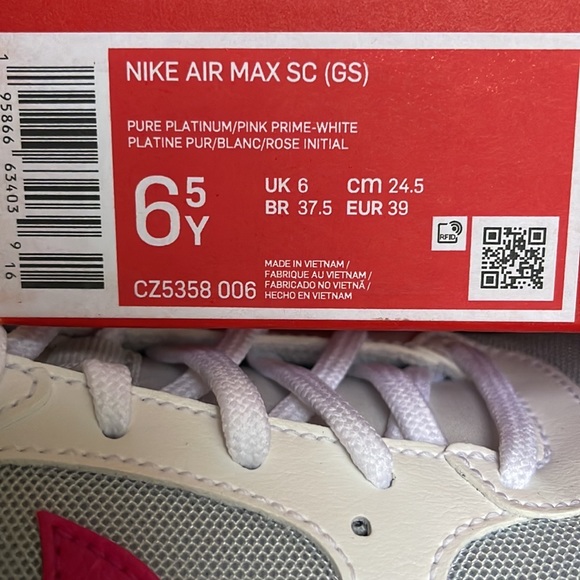 NIKE AIR MAX SC (GS)
PURE PLATINUM/PINK PRIME-WHITE
PLATINE PUR/BLANC/ROSE INITIAL
6 5 Y
UK 6 cm 24.5
BR 37.5 EUR 39
RFID
MADE IN VIETNAM /
FABRIQUE AU VIETNAM /
FABRICADO NO VIETNÃ /
HECHO EN VIETNAM
CZ5358 006
1 95866 63403 9 16